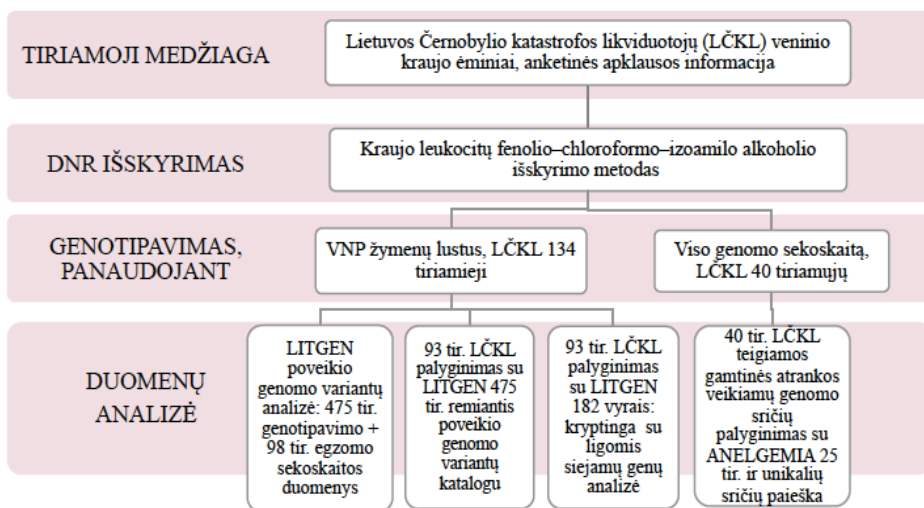 TIRIAMOJI MEDŽIAGA
Lietuvos Černobylio katastrofos likviduotojų (LČKL) veninio
kraujo ėminiai, anketinės apklausos informacija
DNR IŠSKYRIMAS
Kraujo leukocitų fenolio–chloroformo–izoamilo alkoholio
išskyrimo metodas
GENOTIPAVIMAS,
PANAUDOJANT
VNP žymenų lustus, LČKL 134
tiriamieji
Viso genomo sekoskaitą,
LČKL 40 tiriamųjų
DUOMENŲ
ANALIZĖ
LITGEN
poveikio
genomo
variantų
analizė: 475 tir.
genotipavimo +
98 tir. egzomo
sekoskaitos
duomenys
93 tir. LČKL
palyginimas su
LITGEN 475
tir. remiantis
poveikio
genomo
variantų
katalogu
93 tir. LČKL
palyginimas
su LITGEN
182 vyrais:
kryptinga su
ligomis
siejamų genų
analizė
40 tir. LČKL
teigiamos
gamtinės atrankos
veikiamų genomo
sričių
palyginimas su
ANELGEMIA 25
tir. ir unikalių
sričių paieška